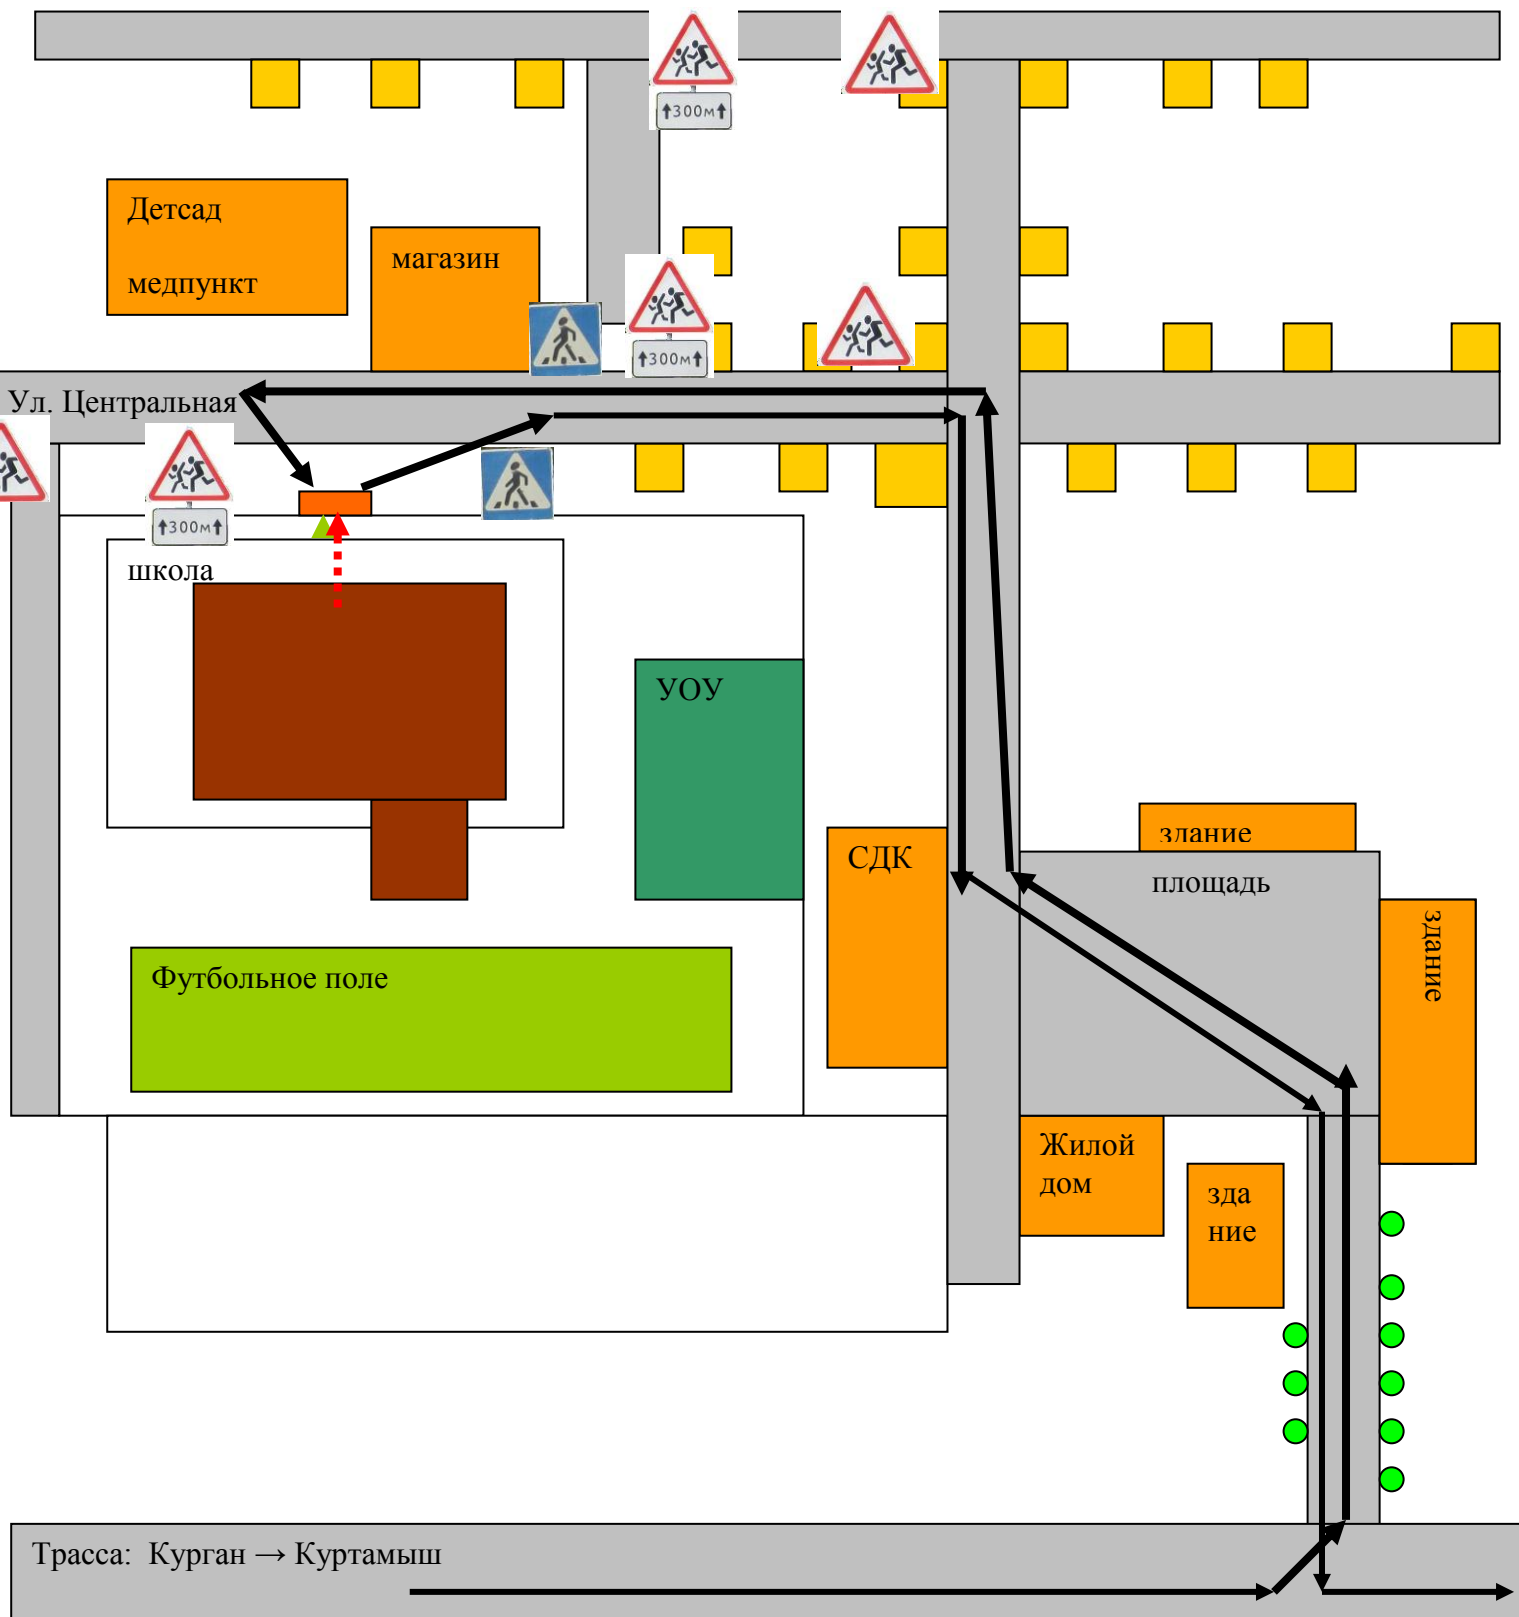 ↑300м↑
Детсад
медпункт
магазин
↑300м↑
Ул. Центральная
↑300м↑
школа
УОУ
СДК
здание
площадь
здание
Футбольное поле
Жилой
дом
зда
ние
Трасса: Курган → Куртамыш